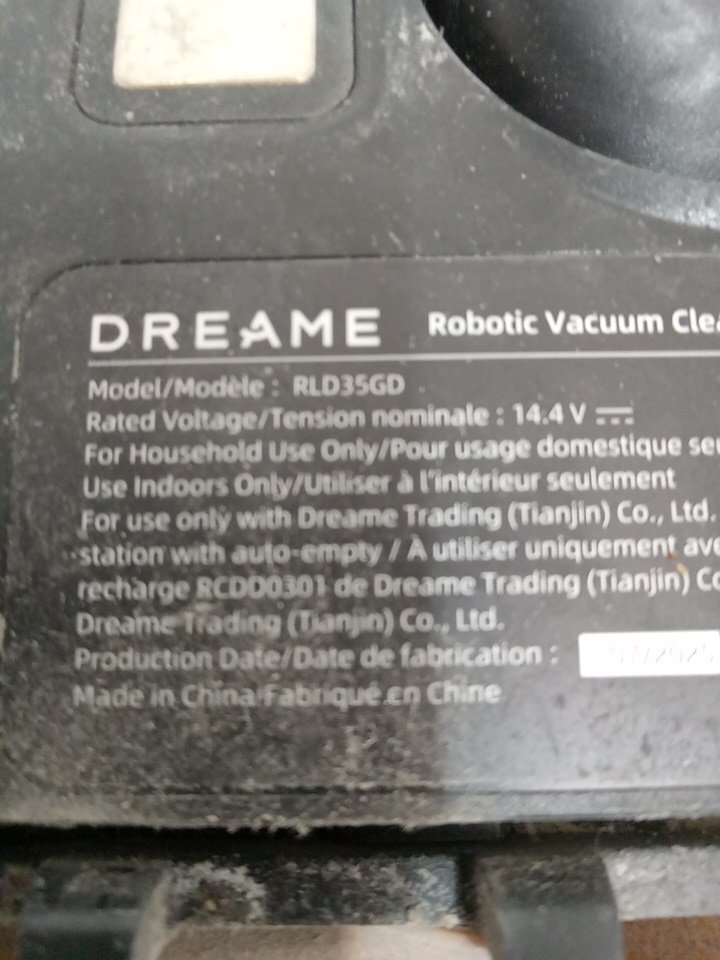 DREAME Robotic Vacuum Clea
Model/Modèle : RLD35GD
Rated Voltage/Tension nominale : 14.4 V ⎓
For Household Use Only/Pour usage domestique seu
Use Indoors Only/Utiliser à l'intérieur seulement
For use only with Dreame Trading (Tianjin) Co., Ltd.
station with auto-empty / À utiliser uniquement ave
recharge RCDD0301 de Dreame Trading (Tianjin) Co
Dreame Trading (Tianjin) Co., Ltd.
Production Date/Date de fabrication :
Made in China/Fabriqué en Chine